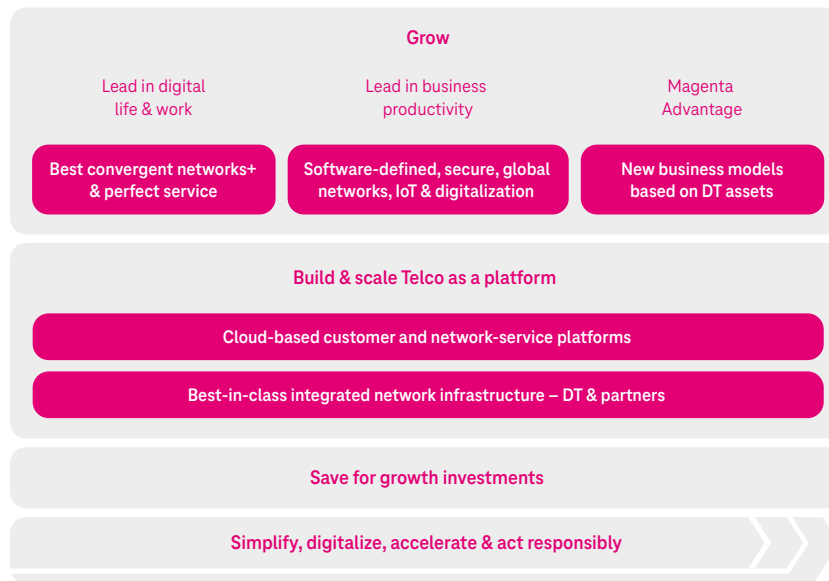 Grow
Lead in digital
life & work
Lead in business
productivity
Magenta
Advantage
Best convergent networks+
& perfect service
Software-defined, secure, global
networks, IoT & digitalization
New business models
based on DT assets
Build & scale Telco as a platform
Cloud-based customer and network-service platforms
Best-in-class integrated network infrastructure – DT & partners
Save for growth investments
Simplify, digitalize, accelerate & act responsibly